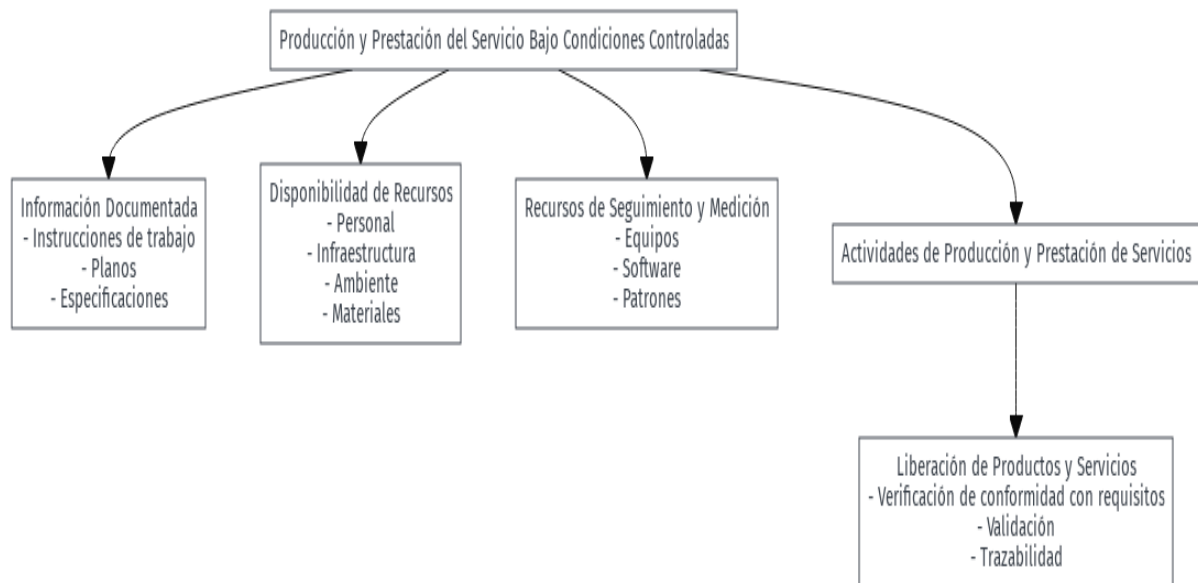 Producción y Prestación del Servicio Bajo Condiciones Controladas
Información Documentada
- Instrucciones de trabajo
- Planos
- Especificaciones
Disponibilidad de Recursos
- Personal
- Infraestructura
- Ambiente
- Materiales
Recursos de Seguimiento y Medición
- Equipos
- Software
- Patrones
Actividades de Producción y Prestación de Servicios
Liberación de Productos y Servicios
- Verificación de conformidad con requisitos
- Validación
- Trazabilidad